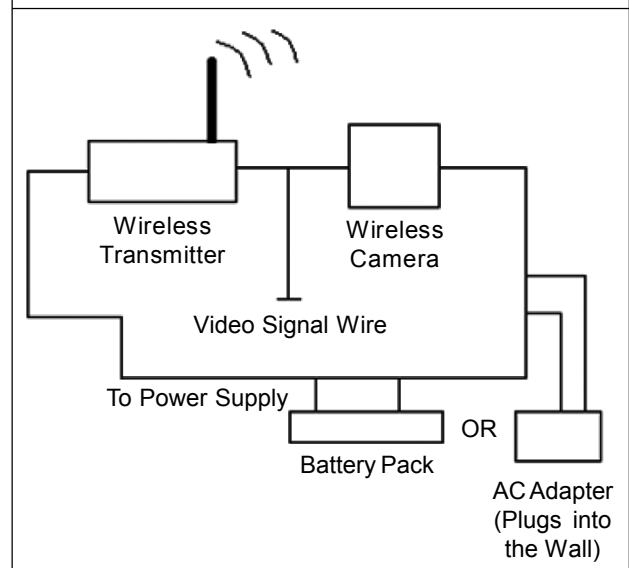 Wireless
Transmitter
Wireless
Camera
Video Signal Wire
To Power Supply
OR
Battery Pack
AC Adapter
(Plugs into
the Wall)